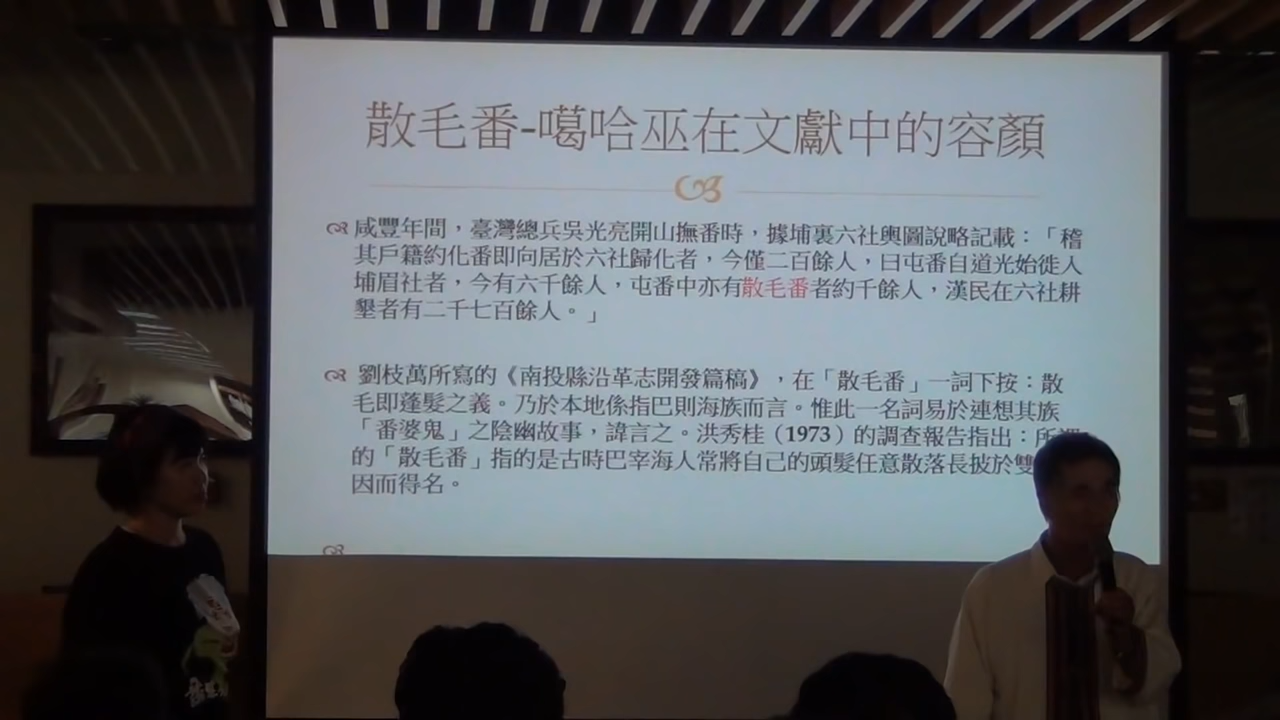 散毛番-噶哈巫在文獻中的容顏
咸豐年間，臺灣總兵吳光亮開山撫番時，據埔裏六社輿圖說略記載：「稽
其戶籍約化番即向居於六社歸化者，今僅二百餘人，曰屯番自道光始徙入
埔眉社者，今有六千餘人，屯番中亦有散毛番者約千餘人，漢民在六社耕
墾者有二千七百餘人。」
劉枝萬所寫的《南投縣沿革志開發篇稿》，在「散毛番」一詞下按：散
毛即蓬髮之義。乃於本地係指巴則海族而言。惟此一名詞易於連想其族
「番婆鬼」之陰幽故事，諱言之。洪秀桂（1973）的調查報告指出：所
的「散毛番」指的是古時巴宰海人常將自己的頭髮任意散落長披於雙
因而得名。